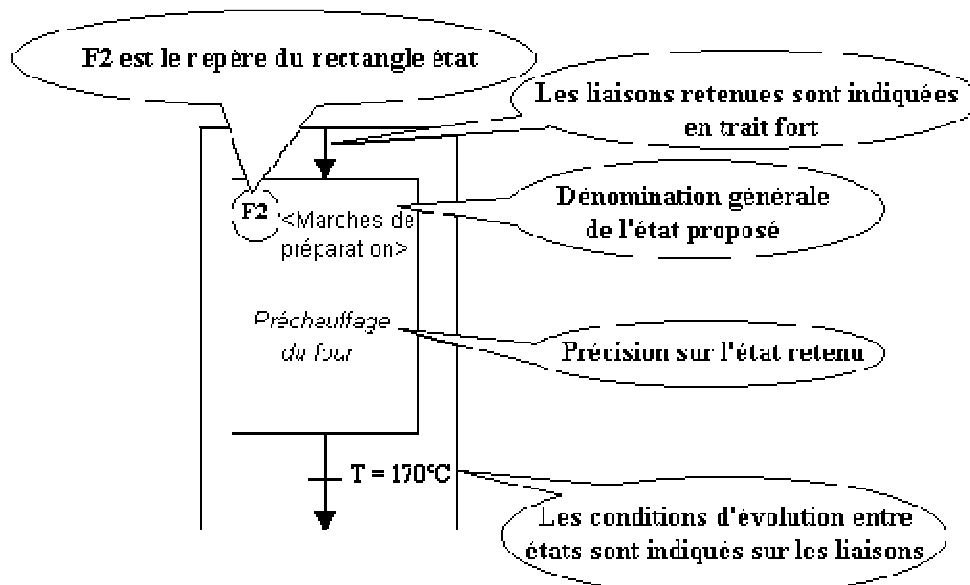 F2 est le repère du rectangle état
Les liaisons retenues sont indiquées
en trait fort
Dénomination générale
de l'état proposé
F2
<Marches de
préparation>
Préchauffage
du four
Précision sur l'état retenu
T = 170°C
Les conditions d'évolution entre
états sont indiqués sur les liaisons